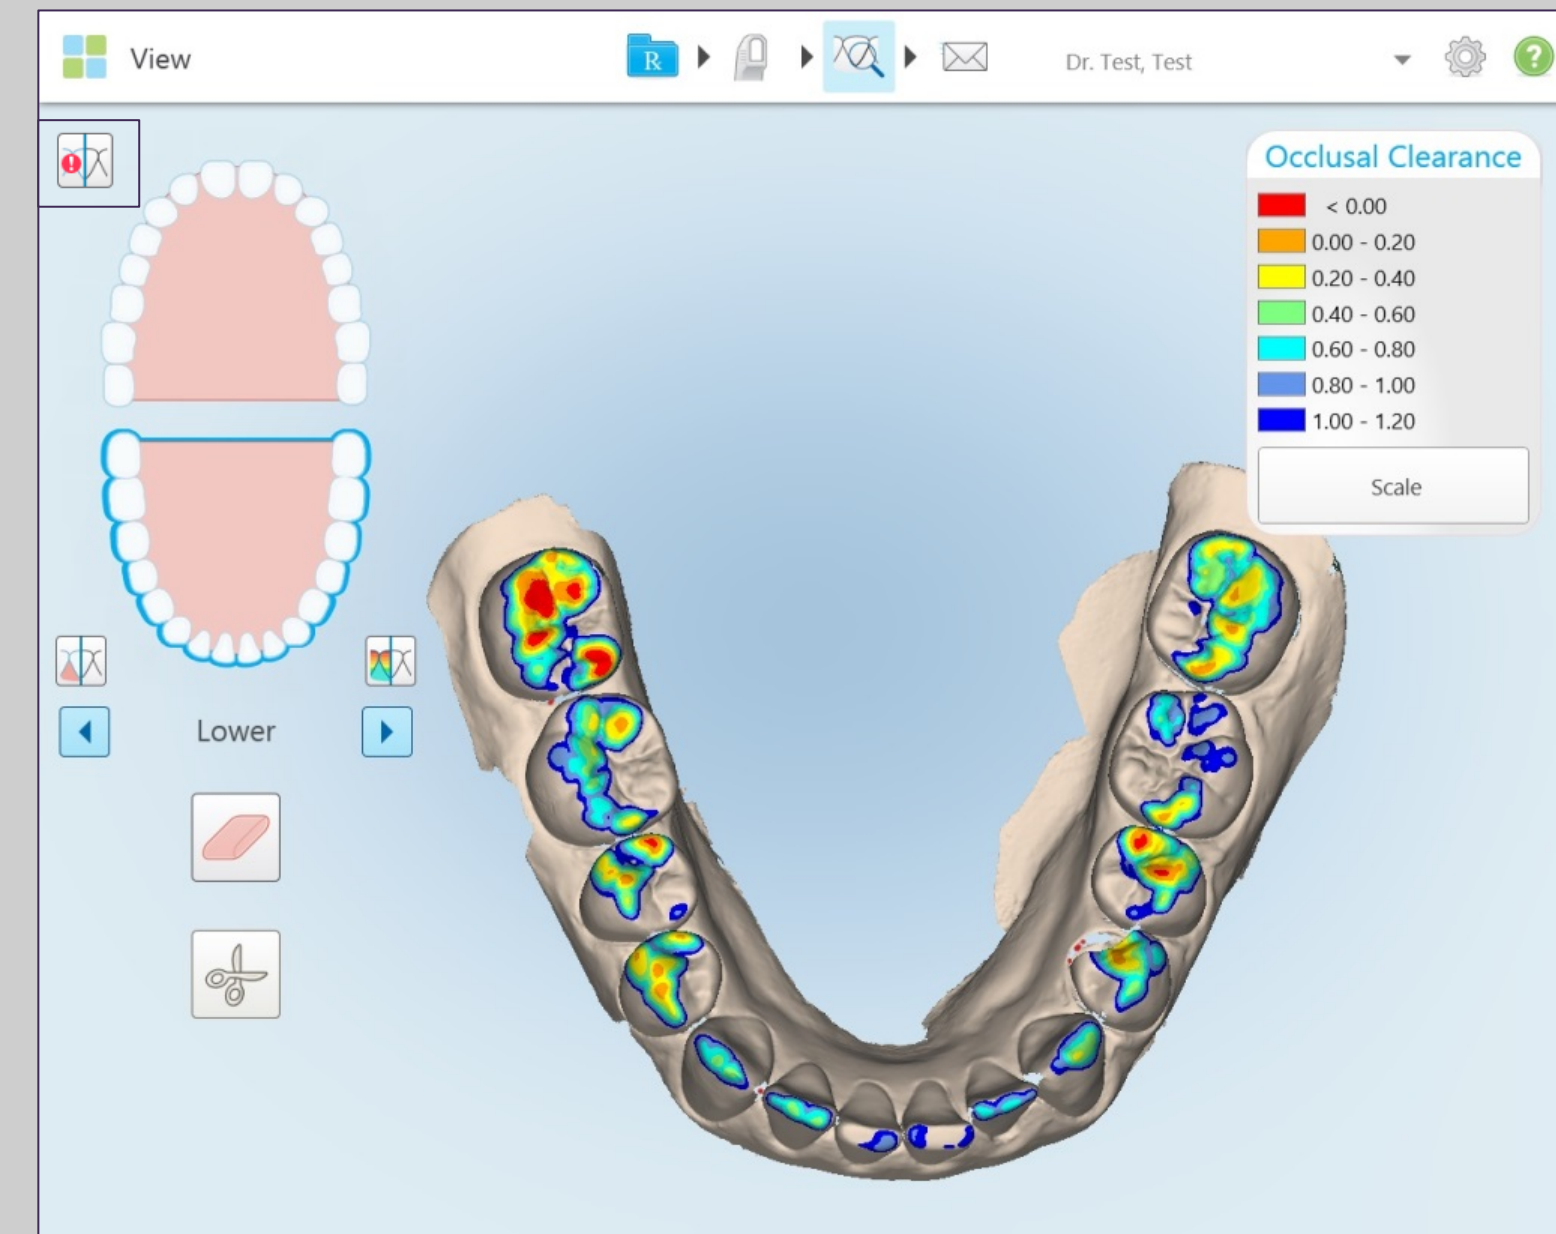 View
Rx
Dr. Test, Test
?
!
Occlusal Clearance
< 0.00
0.00 - 0.20
0.20 - 0.40
0.40 - 0.60
0.60 - 0.80
0.80 - 1.00
1.00 - 1.20
Scale
Lower